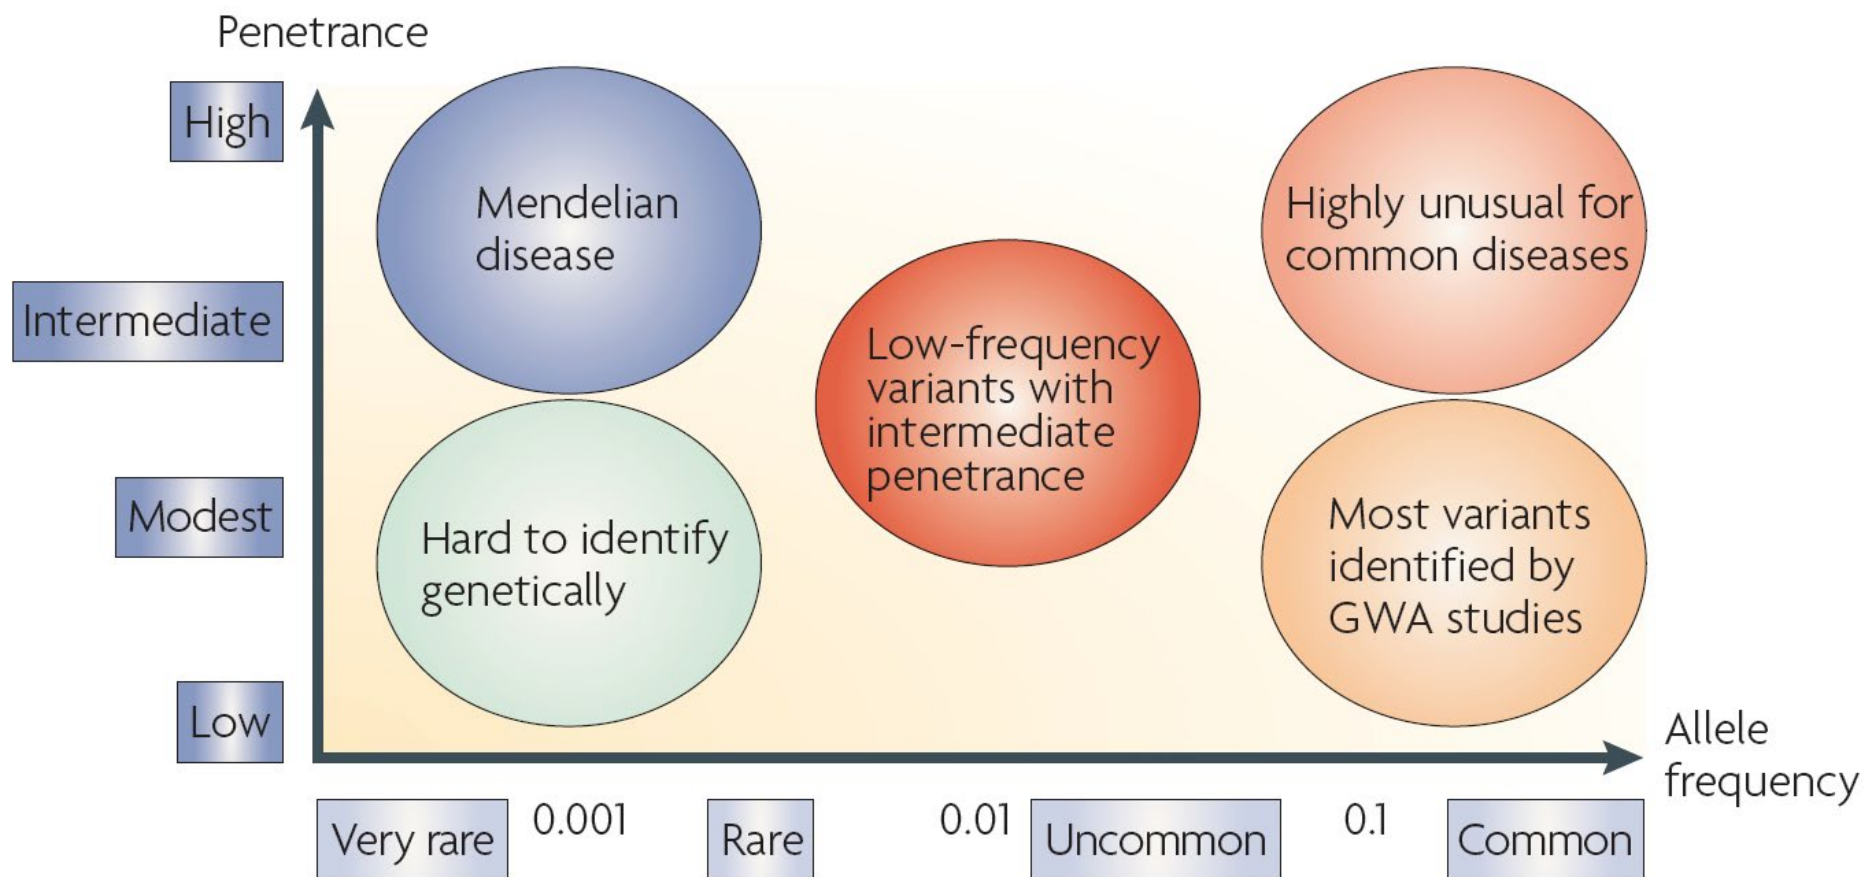 Penetrance
High
Intermediate
Modest
Low
Mendelian
disease
Highly unusual for
common diseases
Low-frequency
variants with
intermediate
penetrance
Hard to identify
genetically
Most variants
identified by
GWA studies
Allele
frequency
Very rare
0.001
Rare
0.01
Uncommon
0.1
Common